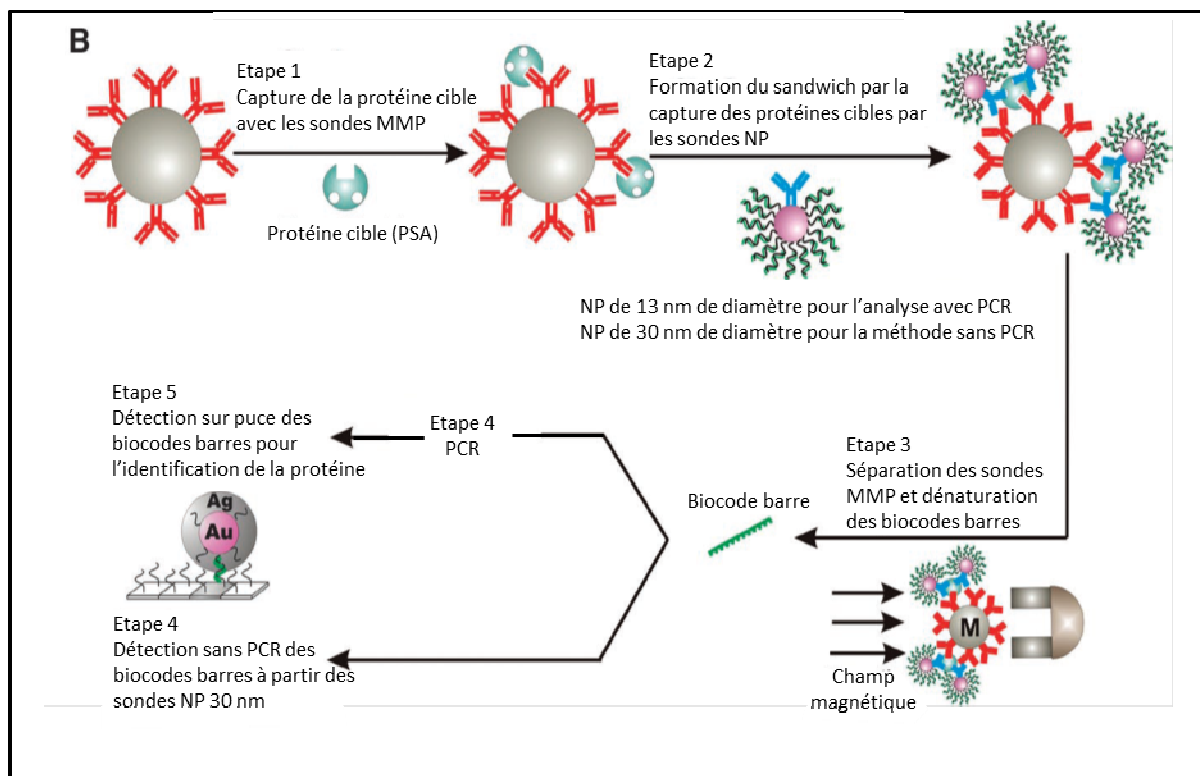 B
Etape 1
Capture de la protéine cible
avec les sondes MMP
Protéine cible (PSA)
Etape 2
Formation du sandwich par la
capture des protéines cibles par
les sondes NP
NP de 13 nm de diamètre pour l'analyse avec PCR
NP de 30 nm de diamètre pour la méthode sans PCR
Etape 3
Séparation des sondes
MMP et dénaturation
des biocodes barres
M
Champ
magnétique
Biocode barre
Etape 4
PCR
Etape 5
Détection sur puce des
biocodes barres pour
l'identification de la protéine
Ag
Au
Etape 4
Détection sans PCR des
biocodes barres à partir des
sondes NP 30 nm